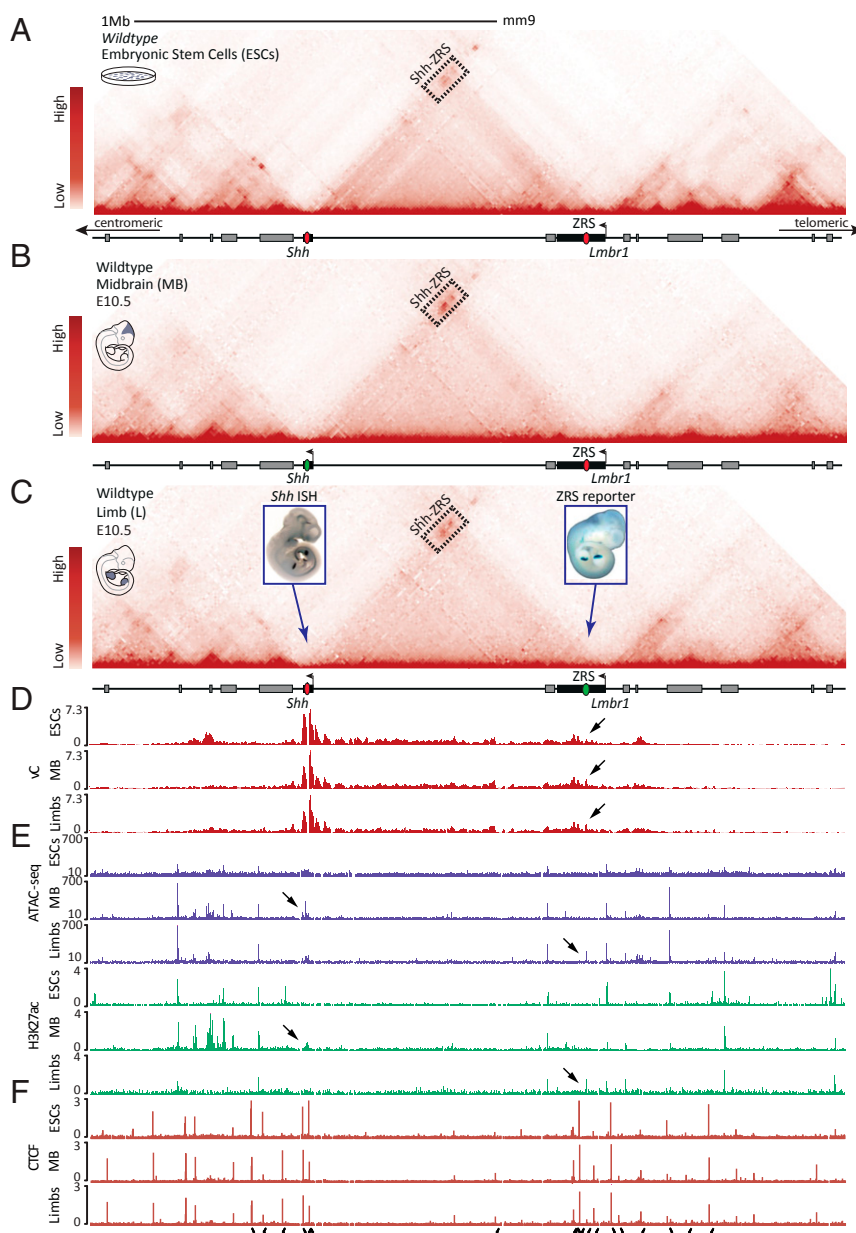 A
1Mb
mm9
Wildtype
Embryonic Stem Cells (ESCs)
Shh-ZRS
High
Low
centromeric
ZRS
telomeric
Shh
Lmbr1
B
Wildtype
Midbrain (MB)
E10.5
Shh-ZRS
High
Low
ZRS
Shh
Lmbr1
C
Wildtype
Limb (L)
E10.5
Shh ISH
Shh-ZRS
ZRS reporter
High
Low
ZRS
Shh
Lmbr1
D
vC
ESCs
7.3
0
MB
7.3
0
Limbs
7.3
0
E
ATAC-seq
ESCs
700
10
MB
700
10
Limbs
700
10
H3K27ac
ESCs
4
0
MB
4
0
Limbs
4
0
F
CTCF
ESCs
3
0
MB
3
0
Limbs
3
0